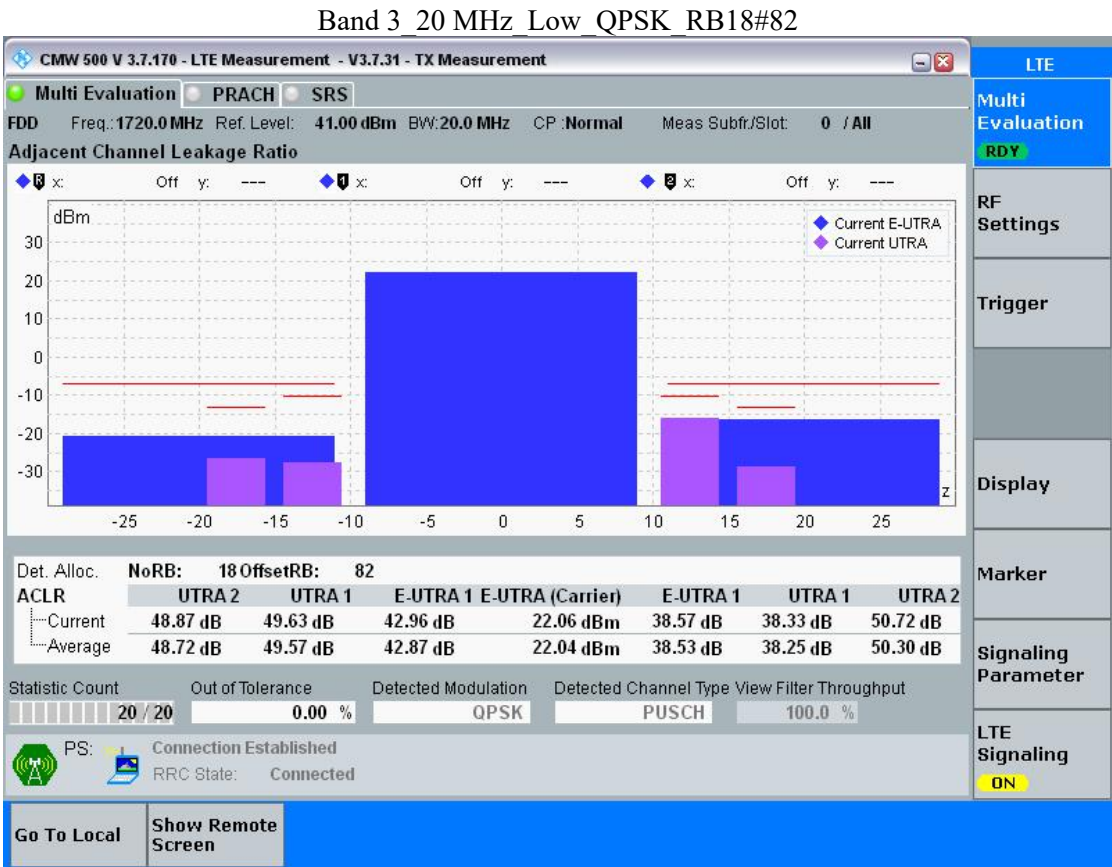 Band 3_20 MHz_Low_QPSK_RB18#82
CMW 500 V 3.7.170 - LTE Measurement - V3.7.31 - TX Measurement
LTE
Multi Evaluation PRACH SRS
Multi
Evaluation
RDY
FDD Freq.:1720.0 MHz Ref. Level: 41.00 dBm BW:20.0 MHz CP :Normal Meas Subfr./Slot: 0 / All
Adjacent Channel Leakage Ratio
R x: Off y: --- 1 x: Off y: --- 2 x: Off y: ---
dBm
Current E-UTRA
Current UTRA
30
20
10
0
-10
-20
-30
z
-25 -20 -15 -10 -5 0 5 10 15 20 25
RF
Settings
Trigger
Display
Marker
Signaling
Parameter
LTE
Signaling
ON
Det. Alloc. NoRB: 18 OffsetRB: 82
ACLR UTRA 2 UTRA 1 E-UTRA 1 E-UTRA (Carrier) E-UTRA 1 UTRA 1 UTRA 2
Current 48.87 dB 49.63 dB 42.96 dB 22.06 dBm 38.57 dB 38.33 dB 50.72 dB
Average 48.72 dB 49.57 dB 42.87 dB 22.04 dBm 38.53 dB 38.25 dB 50.30 dB
Statistic Count Out of Tolerance Detected Modulation Detected Channel Type View Filter Throughput
20 / 20 0.00 % QPSK PUSCH 100.0 %
PS: Connection Established
RRC State: Connected
Go To Local
Show Remote
Screen